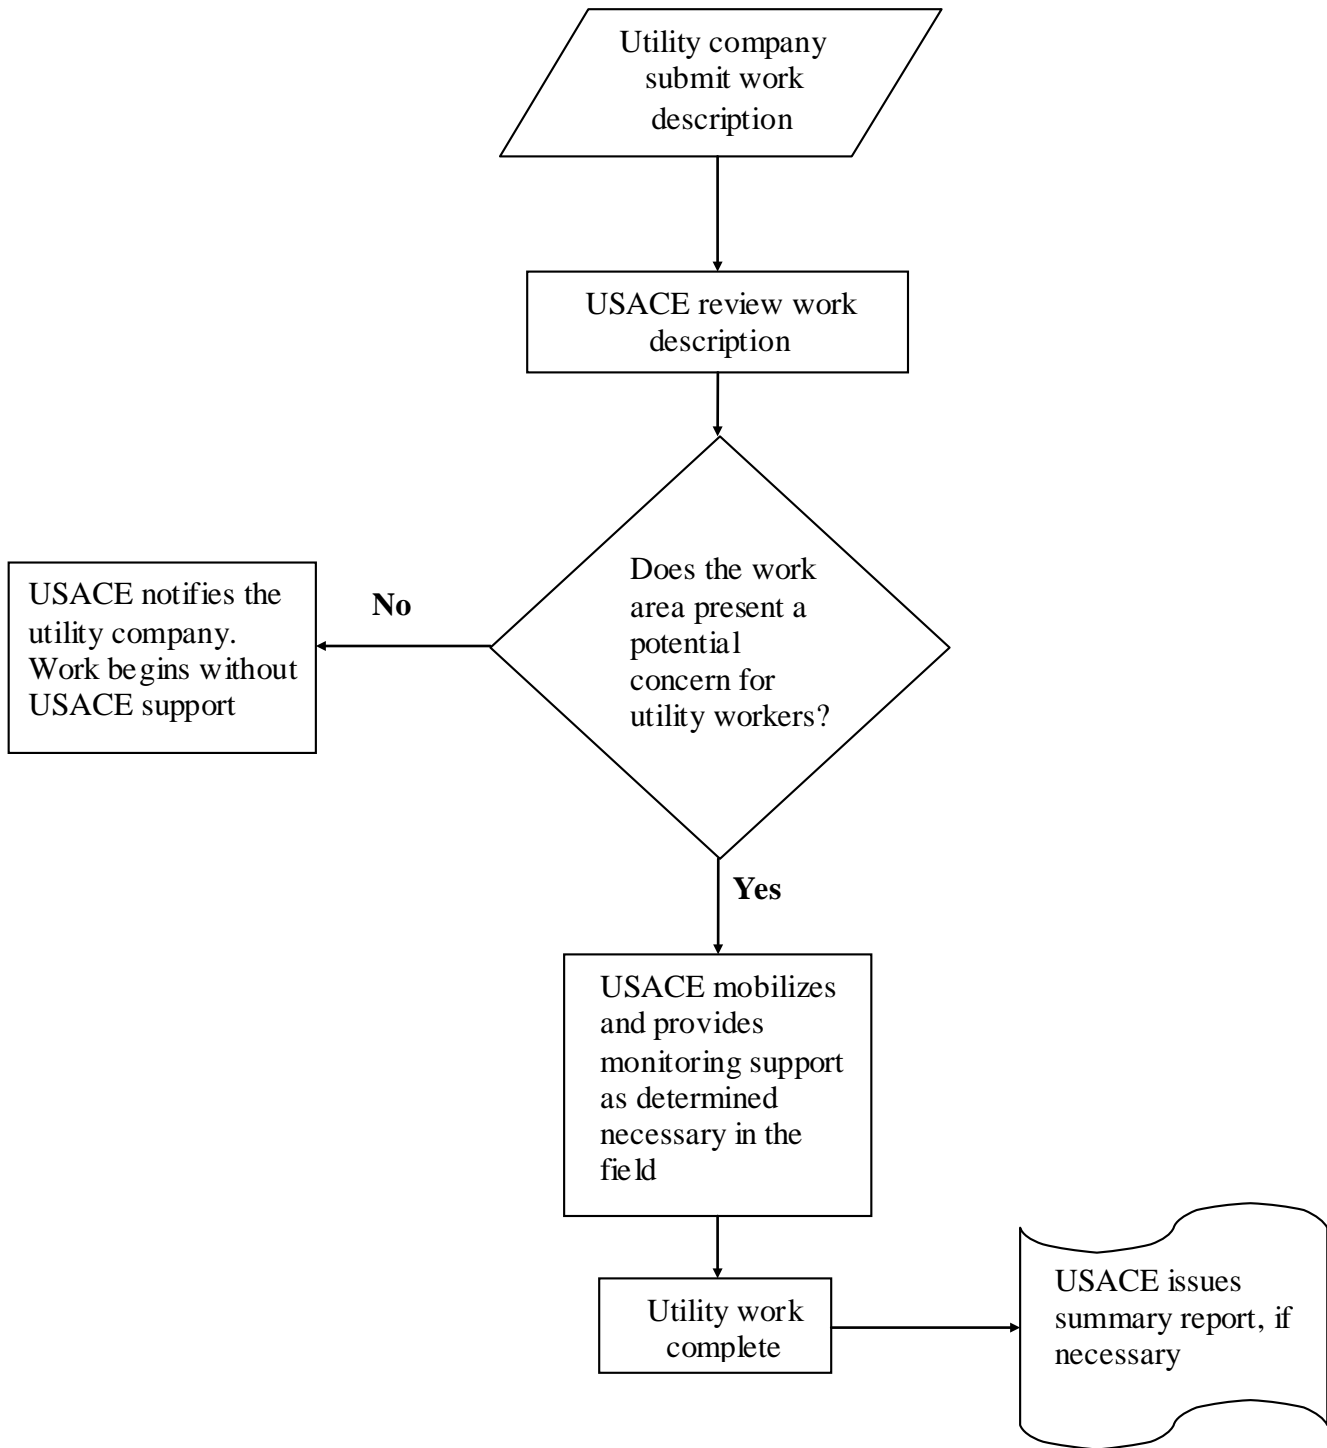 Utility company
submit work
description
USACE review work
description
Does the work
area present a
potential
concern for
utility workers?
No
USACE notifies the
utility company.
Work begins without
USACE support
Yes
USACE mobilizes
and provides
monitoring support
as determined
necessary in the
field
Utility work
complete
USACE issues
summary report, if
necessary